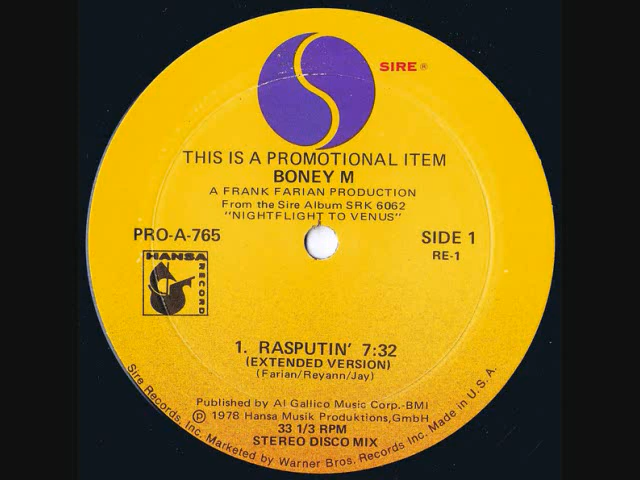 SIRE ®
THIS IS A PROMOTIONAL ITEM
BONEY M
A FRANK FARIAN PRODUCTION
From the Sire Album SRK 6062
"NIGHTFLIGHT TO VENUS"
PRO-A-765
SIDE 1
RE-1
HANSA
RECORD
1. RASPUTIN' 7:32
(EXTENDED VERSION)
(Farian/Reyann/Jay)
Published by Al Gallico Music Corp.-BMI
℗ 1978 Hansa Musik Produktions,GmbH
33 1/3 RPM
STEREO DISCO MIX
Sire Records, Inc. Marketed by Warner Bros. Records Inc. Made in U.S.A.